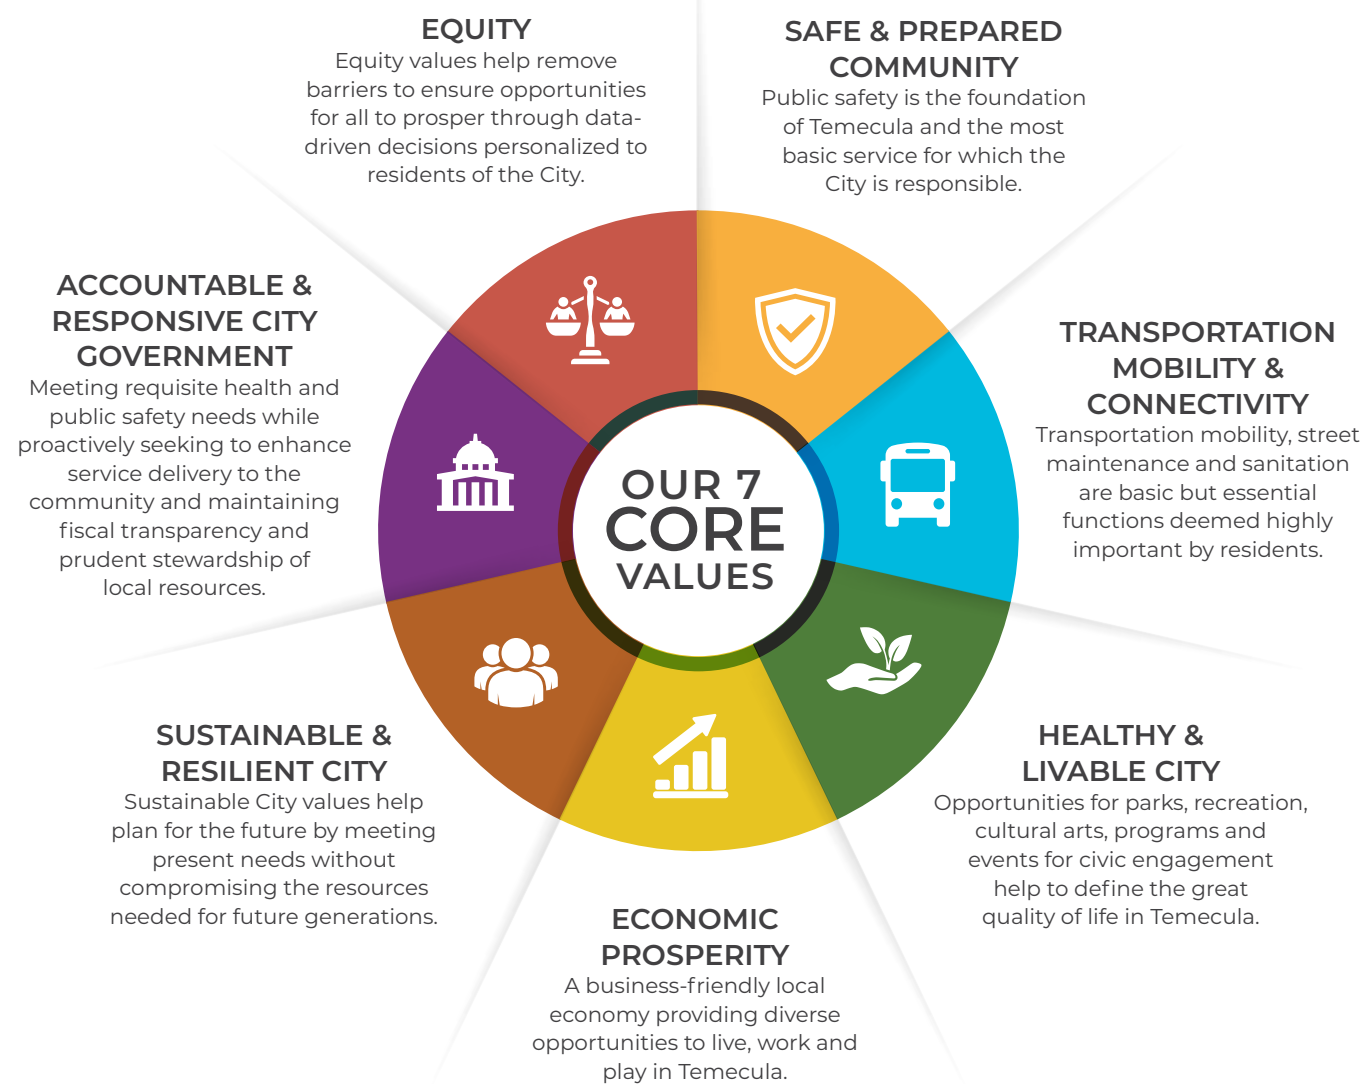 EQUITY
Equity values help remove
barriers to ensure opportunities
for all to prosper through data-
driven decisions personalized to
residents of the City.
SAFE & PREPARED
COMMUNITY
Public safety is the foundation
of Temecula and the most
basic service for which the
City is responsible.
ACCOUNTABLE &
RESPONSIVE CITY
GOVERNMENT
Meeting requisite health and
public safety needs while
proactively seeking to enhance
service delivery to the
community and maintaining
fiscal transparency and
prudent stewardship of
local resources.
TRANSPORTATION
MOBILITY &
CONNECTIVITY
Transportation mobility, street
maintenance and sanitation
are basic but essential
functions deemed highly
important by residents.
OUR 7
CORE
VALUES
SUSTAINABLE &
RESILIENT CITY
Sustainable City values help
plan for the future by meeting
present needs without
compromising the resources
needed for future generations.
HEALTHY &
LIVABLE CITY
Opportunities for parks, recreation,
cultural arts, programs and
events for civic engagement
help to define the great
quality of life in Temecula.
ECONOMIC
PROSPERITY
A business-friendly local
economy providing diverse
opportunities to live, work and
play in Temecula.